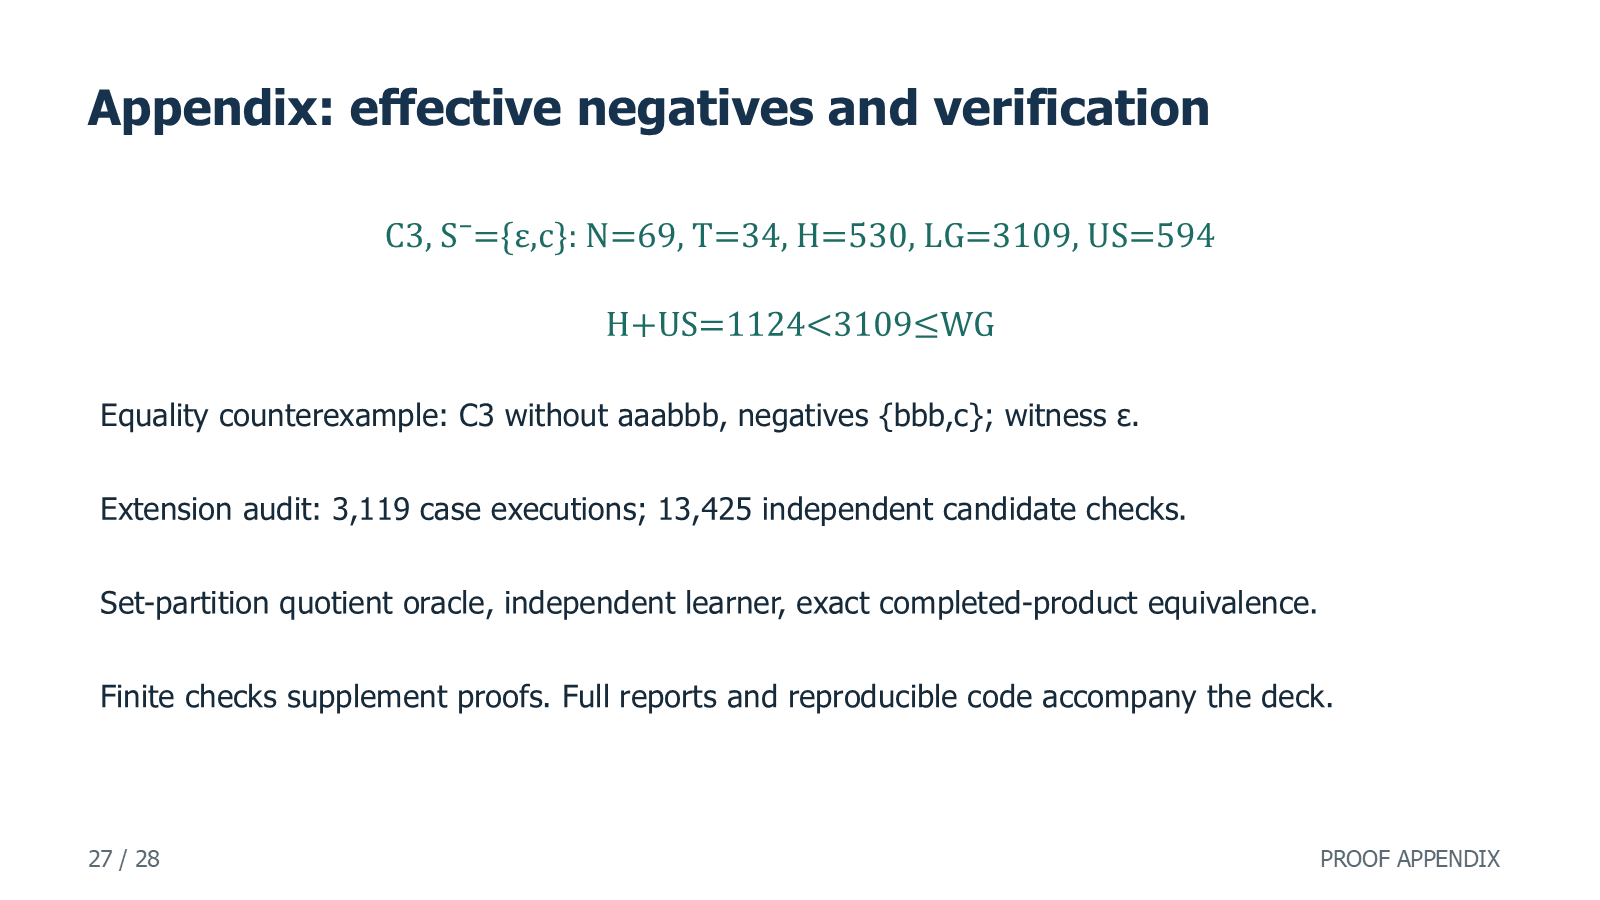 Appendix: effective negatives and verification
C3, S⁻={ε,c}: N=69, T=34, H=530, LG=3109, US=594
H+US=1124<3109≤WG
Equality counterexample: C3 without aaabbb, negatives {bbb,c}; witness ε.
Extension audit: 3,119 case executions; 13,425 independent candidate checks.
Set-partition quotient oracle, independent learner, exact completed-product equivalence.
Finite checks supplement proofs. Full reports and reproducible code accompany the deck.
27 / 28
PROOF APPENDIX